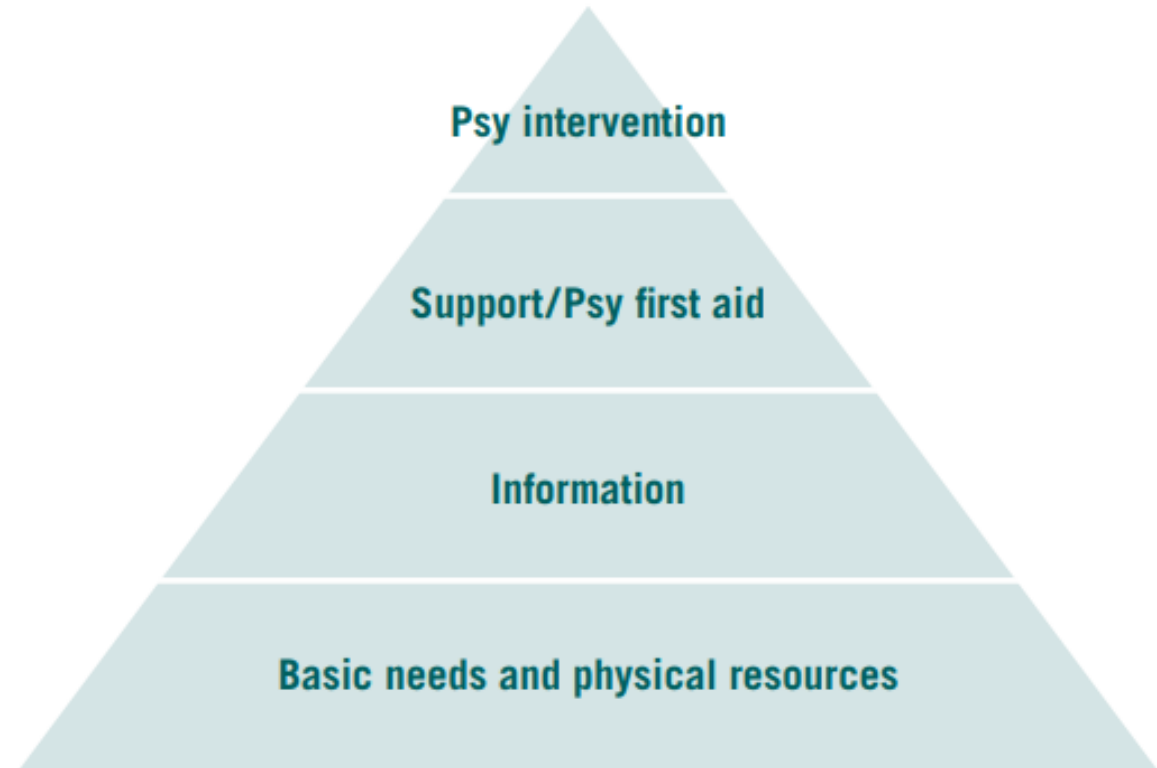 Psy intervention
Support/Psy first aid
Information
Basic needs and physical resources